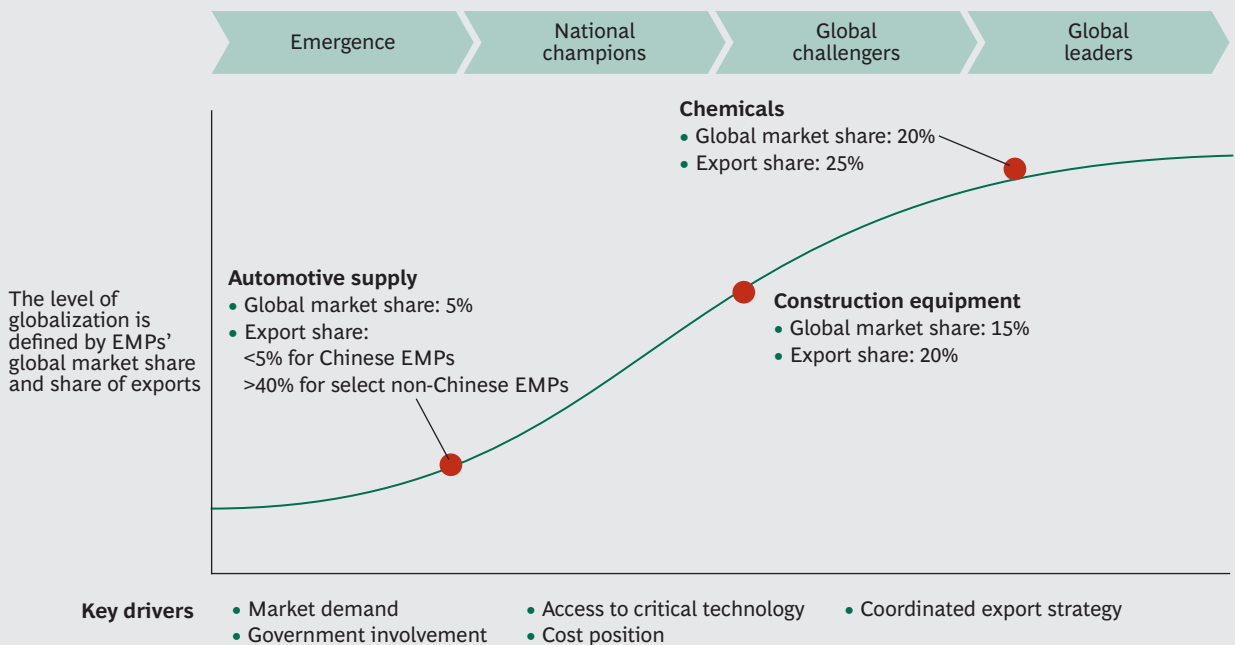 Emergence
National
champions
Global
challengers
Global
leaders
The level of
globalization is
defined by EMPs’
global market share
and share of exports
Automotive supply
• Global market share: 5%
• Export share:
<5% for Chinese EMPs
>40% for select non-Chinese EMPs
Chemicals
• Global market share: 20%
• Export share: 25%
Construction equipment
• Global market share: 15%
• Export share: 20%
Key drivers
• Market demand
• Government involvement
• Access to critical technology
• Cost position
• Coordinated export strategy